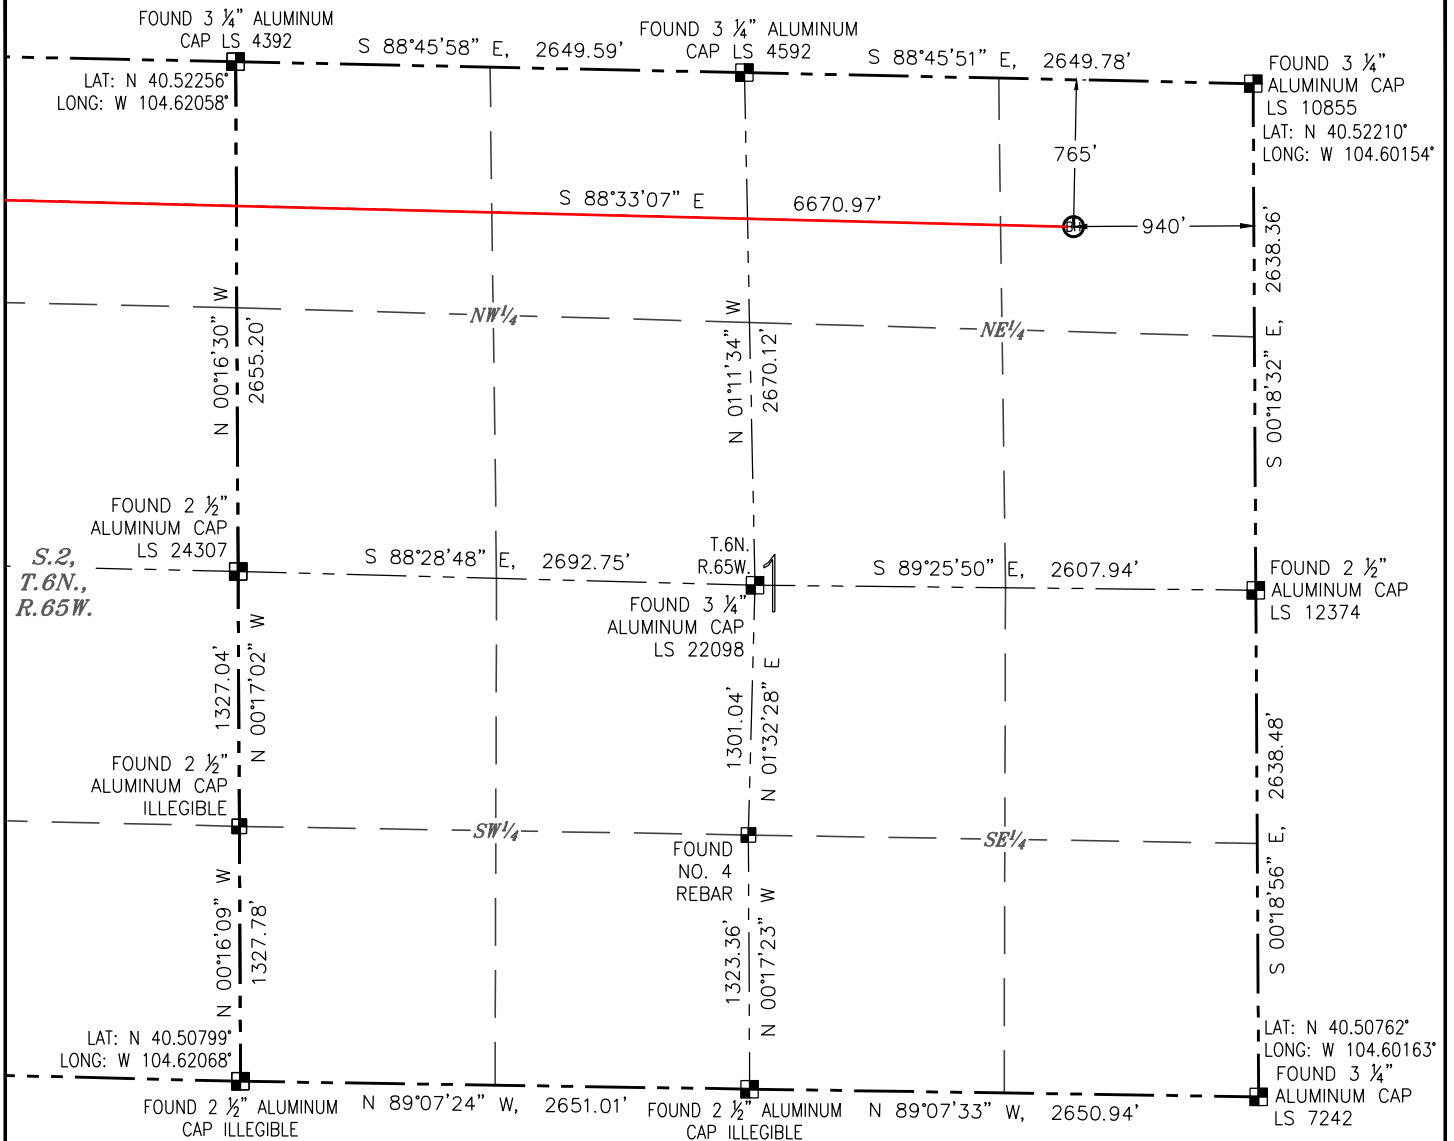 FOUND 3 ¼" ALUMINUM
CAP LS 4392
S 88°45'58" E, 2649.59'
FOUND 3 ¼" ALUMINUM
CAP LS 4592
S 88°45'51" E, 2649.78'
FOUND 3 ¼"
ALUMINUM CAP
LS 10855
LAT: N 40.52210°
LONG: W 104.60154°
LAT: N 40.52256°
LONG: W 104.62058°
765'
S 88°33'07" E 6670.97'
940'
S 00°18'32" E, 2638.36'
NW¼
NE¼
N 00°16'30" W
2655.20'
N 01°11'34" W
2670.12'
FOUND 2 ½"
ALUMINUM CAP
LS 24307
S.2,
T.6N.,
R.65W.
S 88°28'48" E, 2692.75'
T.6N.
R.65W.
1
FOUND 3 ¼"
ALUMINUM CAP
LS 22098
S 89°25'50" E, 2607.94'
FOUND 2 ½"
ALUMINUM CAP
LS 12374
1327.04'
N 00°17'02" W
1301.04'
N 01°32'28" E
S 00°18'56" E, 2638.48'
FOUND 2 ½"
ALUMINUM CAP
ILLEGIBLE
SW¼
SE¼
FOUND
NO. 4
REBAR
N 00°16'09" W
1327.78'
1323.36'
N 00°17'23" W
LAT: N 40.50799°
LONG: W 104.62068°
LAT: N 40.50762°
LONG: W 104.60163°
FOUND 3 ¼"
ALUMINUM CAP
LS 7242
FOUND 2 ½" ALUMINUM
CAP ILLEGIBLE
N 89°07'24" W, 2651.01'
FOUND 2 ½" ALUMINUM
CAP ILLEGIBLE
N 89°07'33" W, 2650.94'